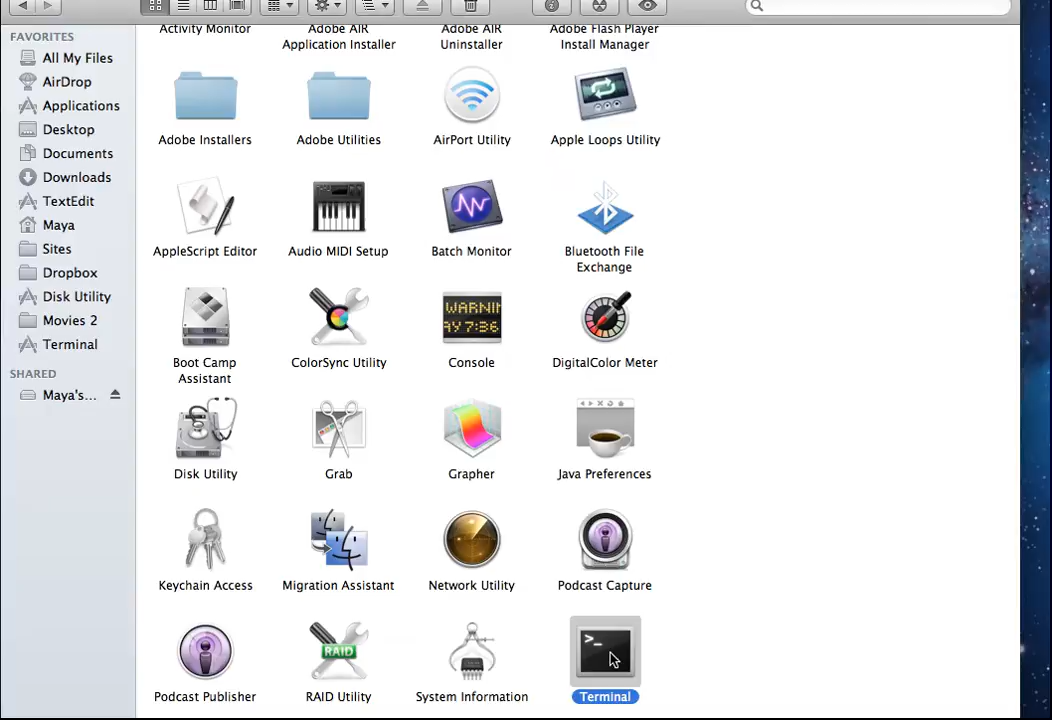 FAVORITES
All My Files
AirDrop
Applications
Desktop
Documents
Downloads
TextEdit
Maya
Sites
Dropbox
Disk Utility
Movies 2
Terminal
SHARED
Maya's...
Activity Monitor
Adobe AIR
Application Installer
Adobe AIR
Uninstaller
Adobe Flash Player
Install Manager
Adobe Installers
Adobe Utilities
AirPort Utility
Apple Loops Utility
AppleScript Editor
Audio MIDI Setup
Batch Monitor
Bluetooth File
Exchange
WARNIN
AY 7:36
Boot Camp
Assistant
ColorSync Utility
Console
DigitalColor Meter
Disk Utility
Grab
Grapher
Java Preferences
Keychain Access
Migration Assistant
Network Utility
Podcast Capture
RAID
>_
Podcast Publisher
RAID Utility
System Information
Terminal